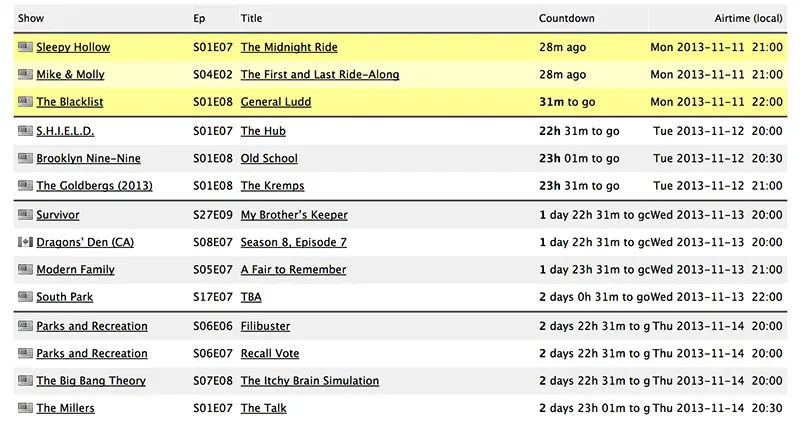 Show Ep Title Countdown Airtime (local)
Sleepy Hollow S01E07 The Midnight Ride 28m ago Mon 2013-11-11 21:00
Mike & Molly S04E02 The First and Last Ride-Along 28m ago Mon 2013-11-11 21:00
The Blacklist S01E08 General Ludd 31m to go Mon 2013-11-11 22:00
S.H.I.E.L.D. S01E07 The Hub 22h 31m to go Tue 2013-11-12 20:00
Brooklyn Nine-Nine S01E08 Old School 23h 01m to go Tue 2013-11-12 20:30
The Goldbergs (2013) S01E08 The Kremps 23h 31m to go Tue 2013-11-12 21:00
Survivor S27E09 My Brother's Keeper 1 day 22h 31m to go Wed 2013-11-13 20:00
Dragons' Den (CA) S08E07 Season 8, Episode 7 1 day 22h 31m to go Wed 2013-11-13 20:00
Modern Family S05E07 A Fair to Remember 1 day 23h 31m to go Wed 2013-11-13 21:00
South Park S17E07 TBA 2 days 0h 31m to go Wed 2013-11-13 22:00
Parks and Recreation S06E06 Filibuster 2 days 22h 31m to g Thu 2013-11-14 20:00
Parks and Recreation S06E07 Recall Vote 2 days 22h 31m to g Thu 2013-11-14 20:00
The Big Bang Theory S07E08 The Itchy Brain Simulation 2 days 22h 31m to g Thu 2013-11-14 20:00
The Millers S01E07 The Talk 2 days 23h 01m to g Thu 2013-11-14 20:30